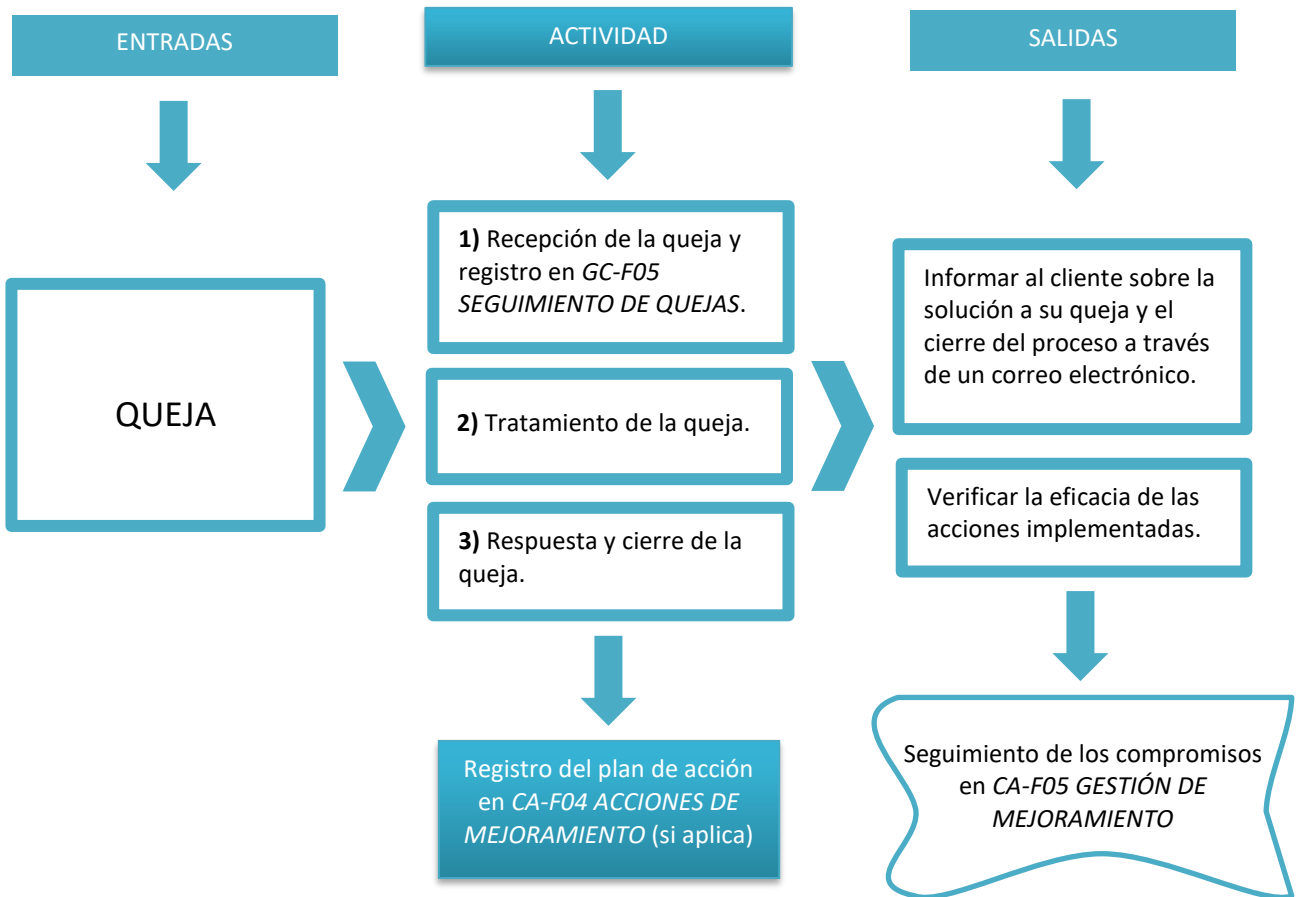 ENTRADAS
ACTIVIDAD
SALIDAS
QUEJA
1) Recepción de la queja y
registro en GC-F05
SEGUIMIENTO DE QUEJAS.
2) Tratamiento de la queja.
3) Respuesta y cierre de la
queja.
Registro del plan de acción
en CA-F04 ACCIONES DE
MEJORAMIENTO (si aplica)
Informar al cliente sobre la
solución a su queja y el
cierre del proceso a través
de un correo electrónico.
Verificar la eficacia de las
acciones implementadas.
Seguimiento de los compromisos
en CA-F05 GESTIÓN DE
MEJORAMIENTO